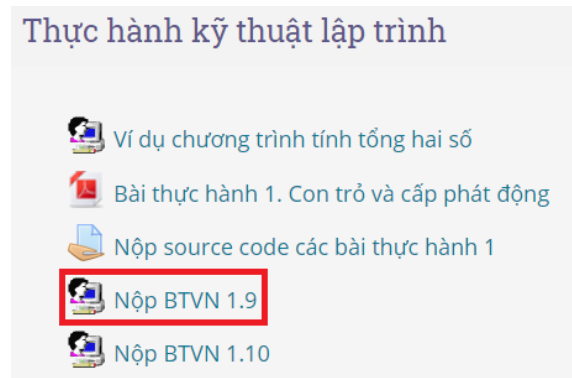 Thực hành kỹ thuật lập trình
Ví dụ chương trình tính tổng hai số
Bài thực hành 1. Con trỏ và cấp phát động
Nộp source code các bài thực hành 1
Nộp BTVN 1.9
Nộp BTVN 1.10